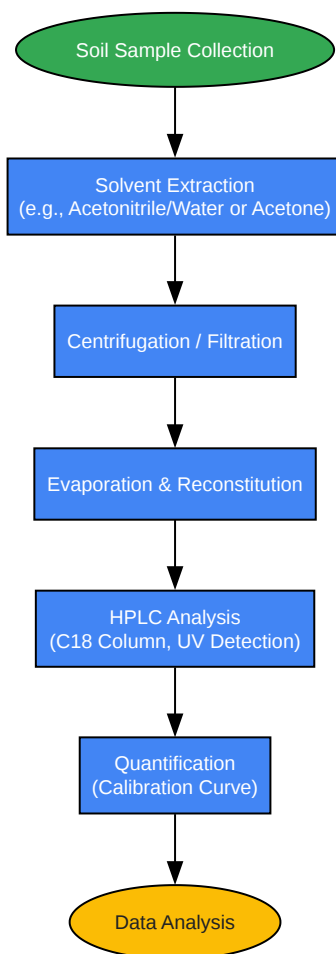 Soil Sample Collection
Solvent Extraction
(e.g., Acetonitrile/Water or Acetone)
Centrifugation / Filtration
Evaporation & Reconstitution
HPLC Analysis
(C18 Column, UV Detection)
Quantification
(Calibration Curve)
Data Analysis